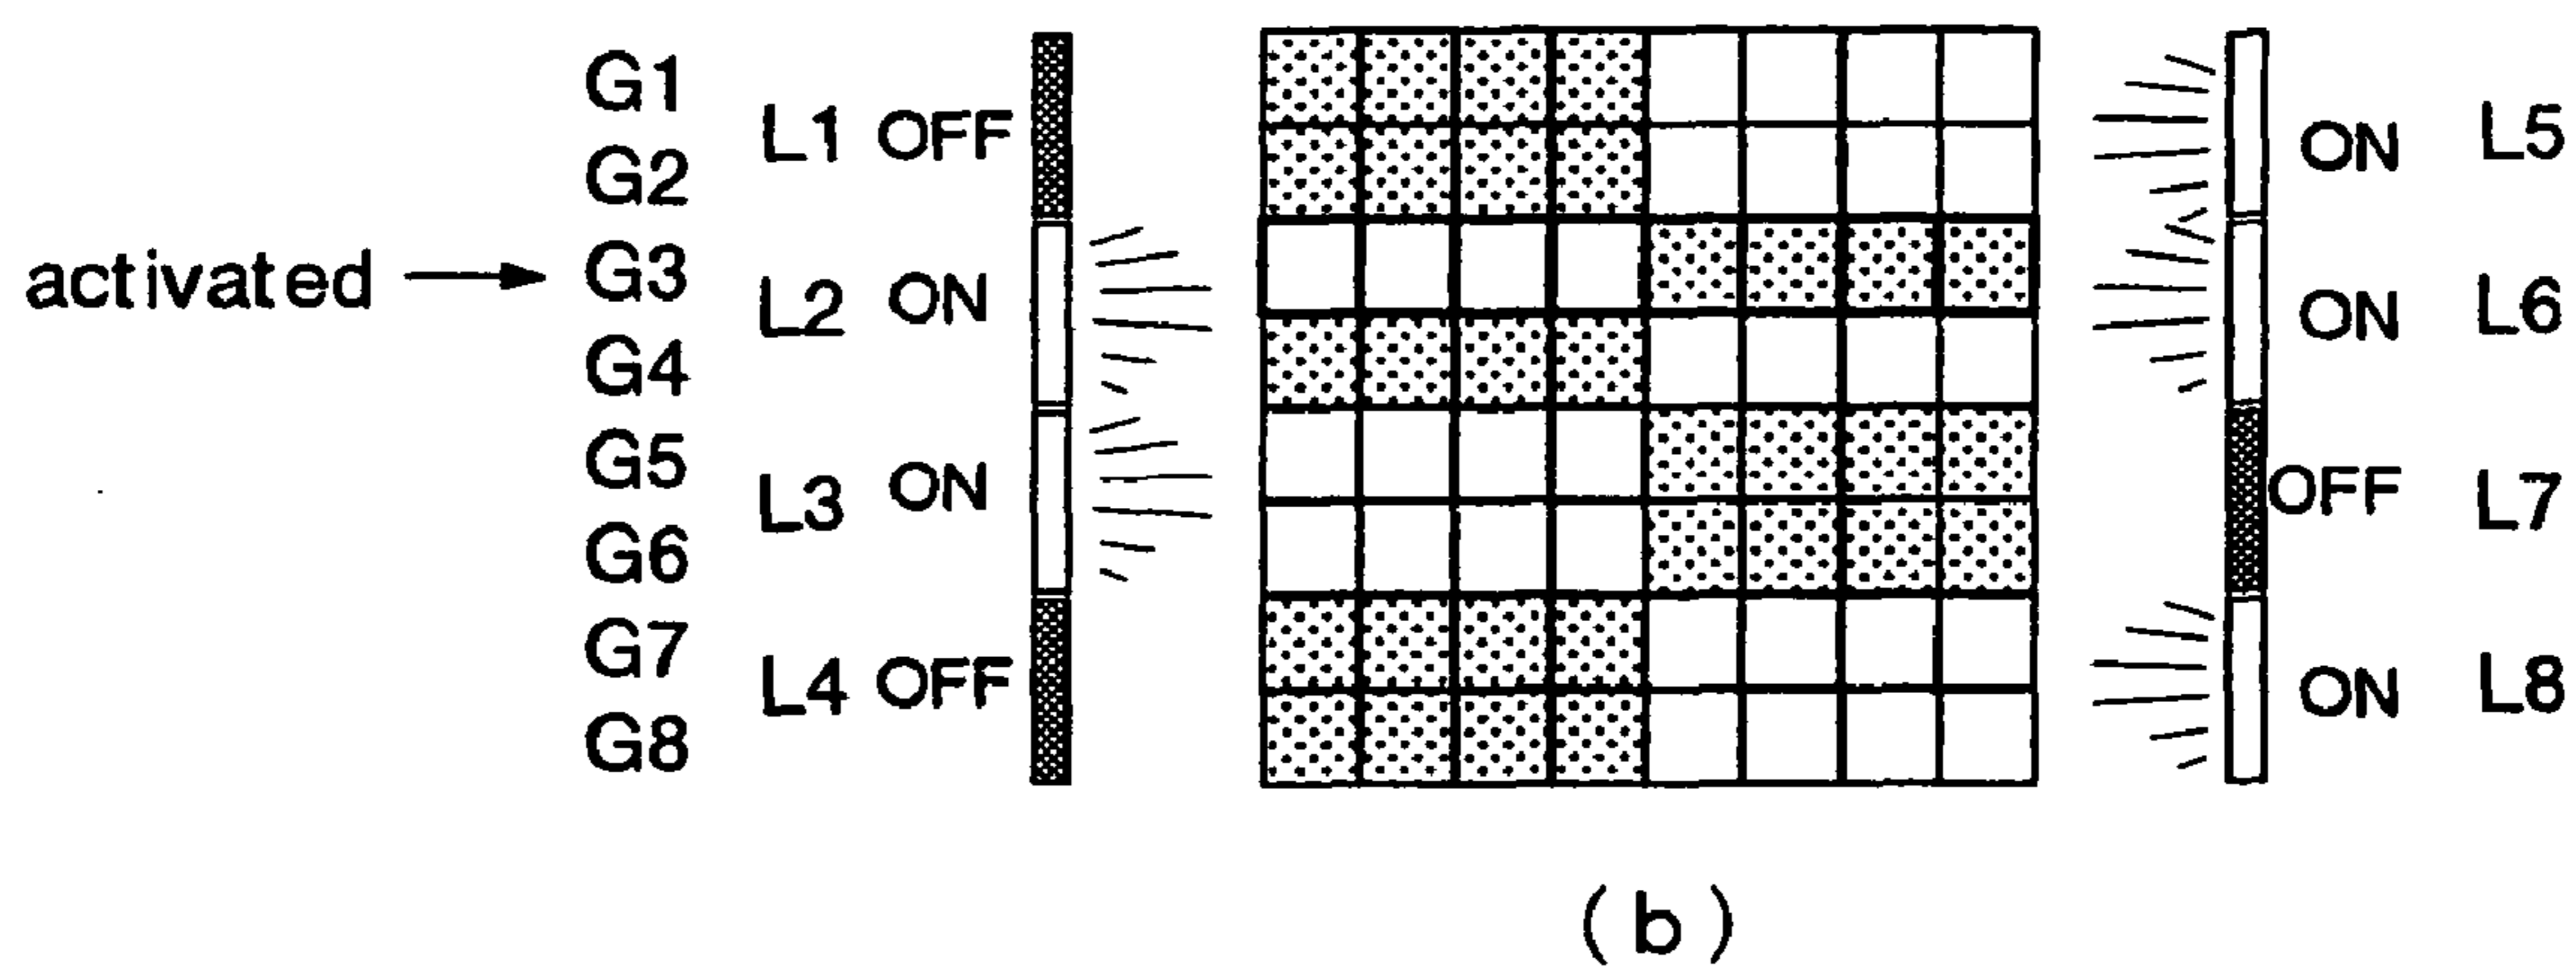 G1
L1 OFF
ON L5
G2
activated → G3
L2 ON
ON L6
G4
G5
L3 ON
OFF L7
G6
G7
L4 OFF
ON L8
G8
(b)